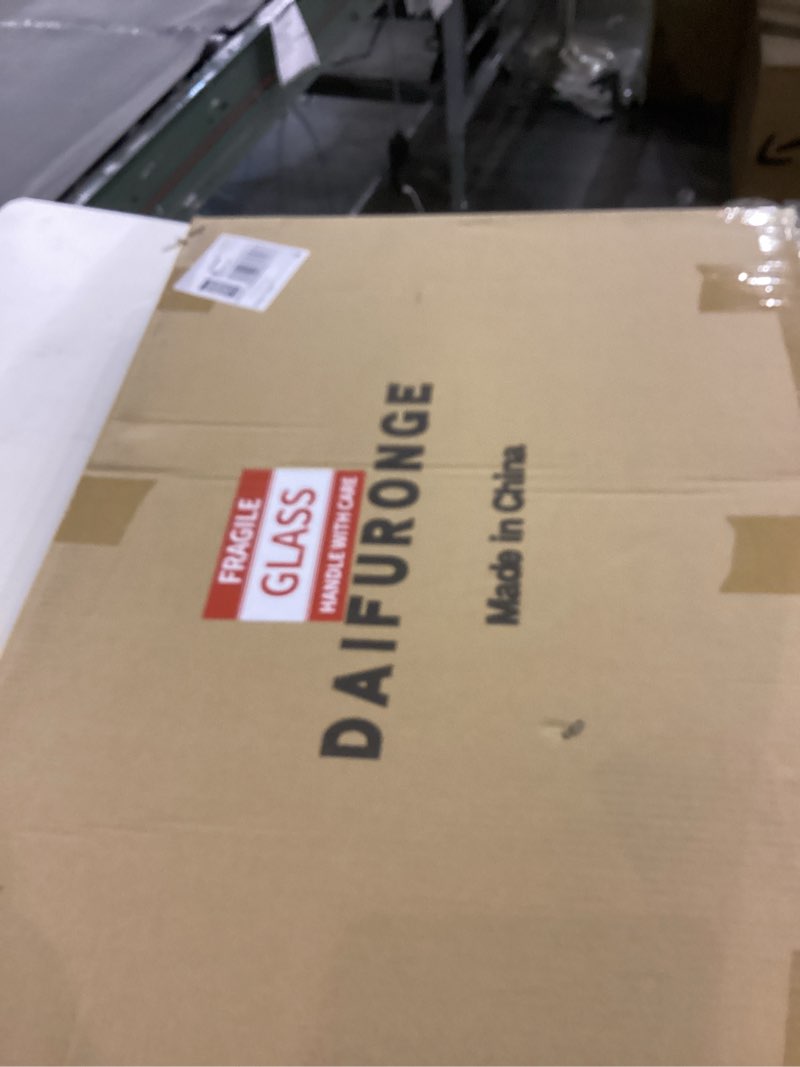 FRAGILE
GLASS
HANDLE WITH CARE
DAIFURONGE
Made in China